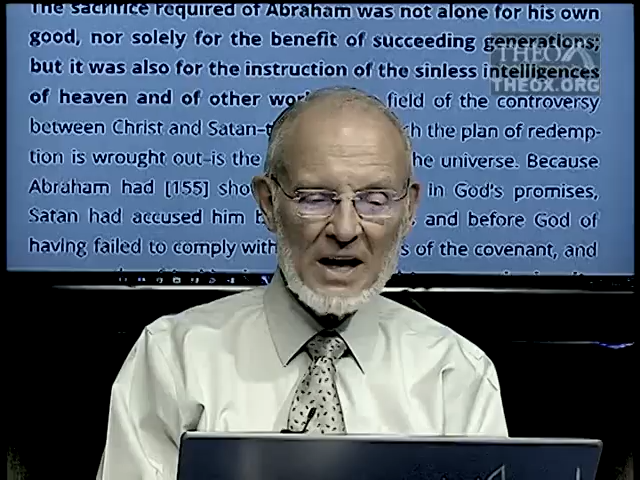 The sacrifice required of Abraham was not alone for his own
good, nor solely for the benefit of succeeding generations;
but it was also for the instruction of the sinless intelligences
of heaven and of other field of the controversy
between Christ and Satan–t the plan of redemp-
tion is wrought out–is the he universe. Because
Abraham had [155] sho in God's promises,
Satan had accused him and before God of
having failed to comply with s of the covenant, and
THEOX
THEOX.ORG